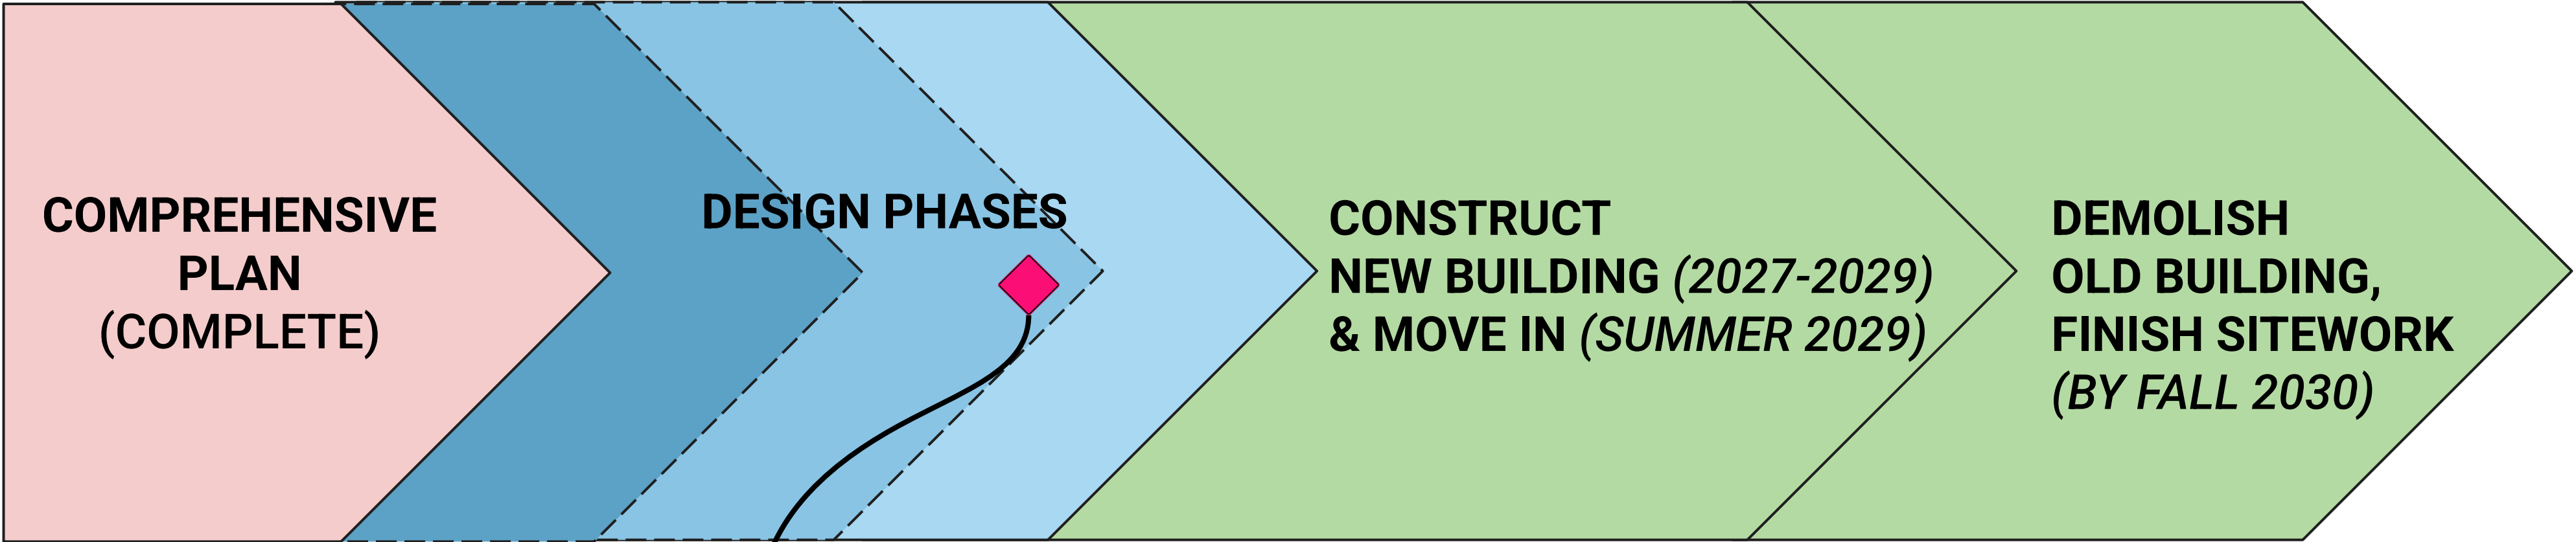 COMPREHENSIVE
PLAN
(COMPLETE)
DESIGN PHASES
CONSTRUCT
NEW BUILDING (2027-2029)
& MOVE IN (SUMMER 2029)
DEMOLISH
OLD BUILDING,
FINISH SITEWORK
(BY FALL 2030)